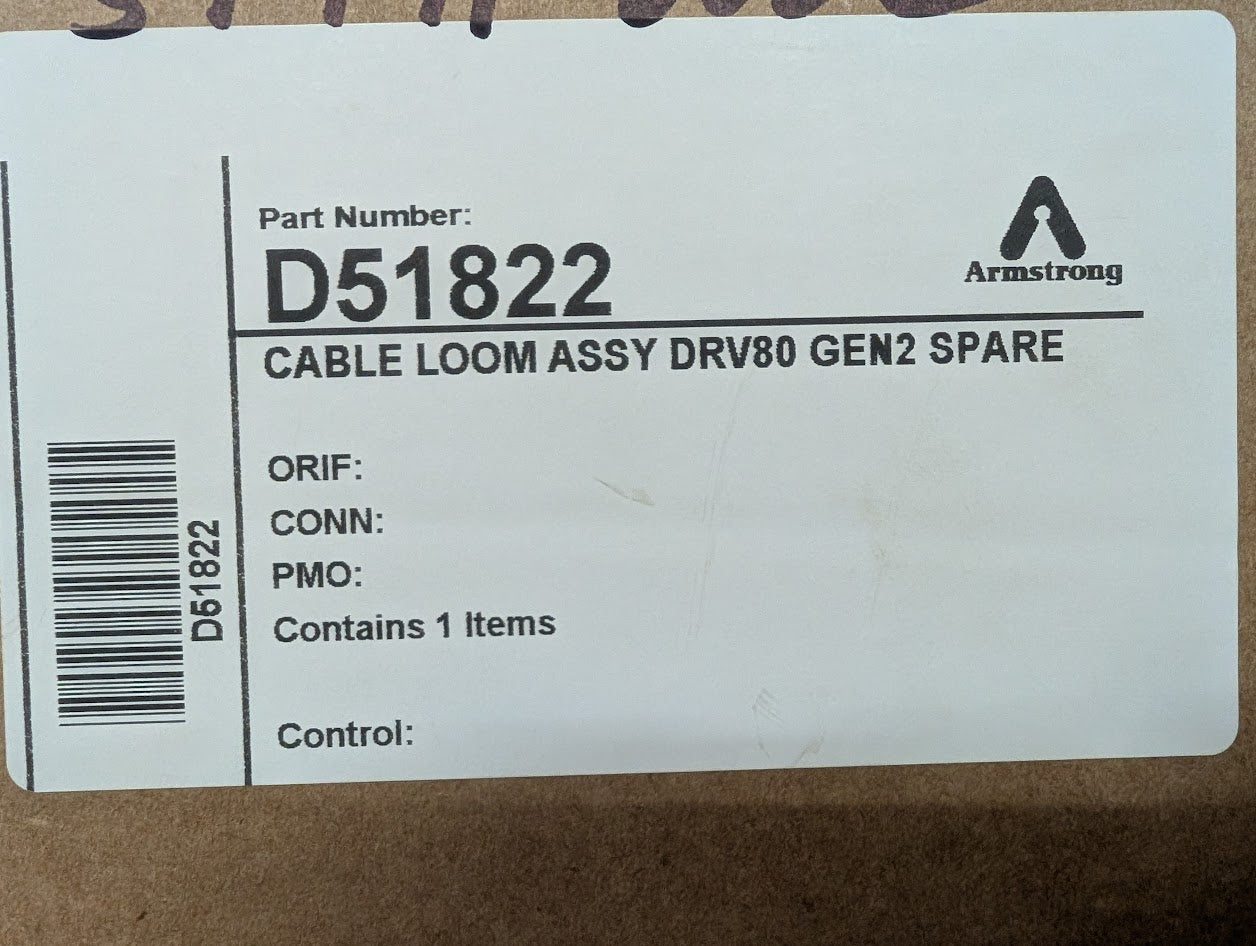 Part Number:
D51822
Armstrong
CABLE LOOM ASSY DRV80 GEN2 SPARE
ORIF:
CONN:
PMO:
Contains 1 Items
Control:
D51822